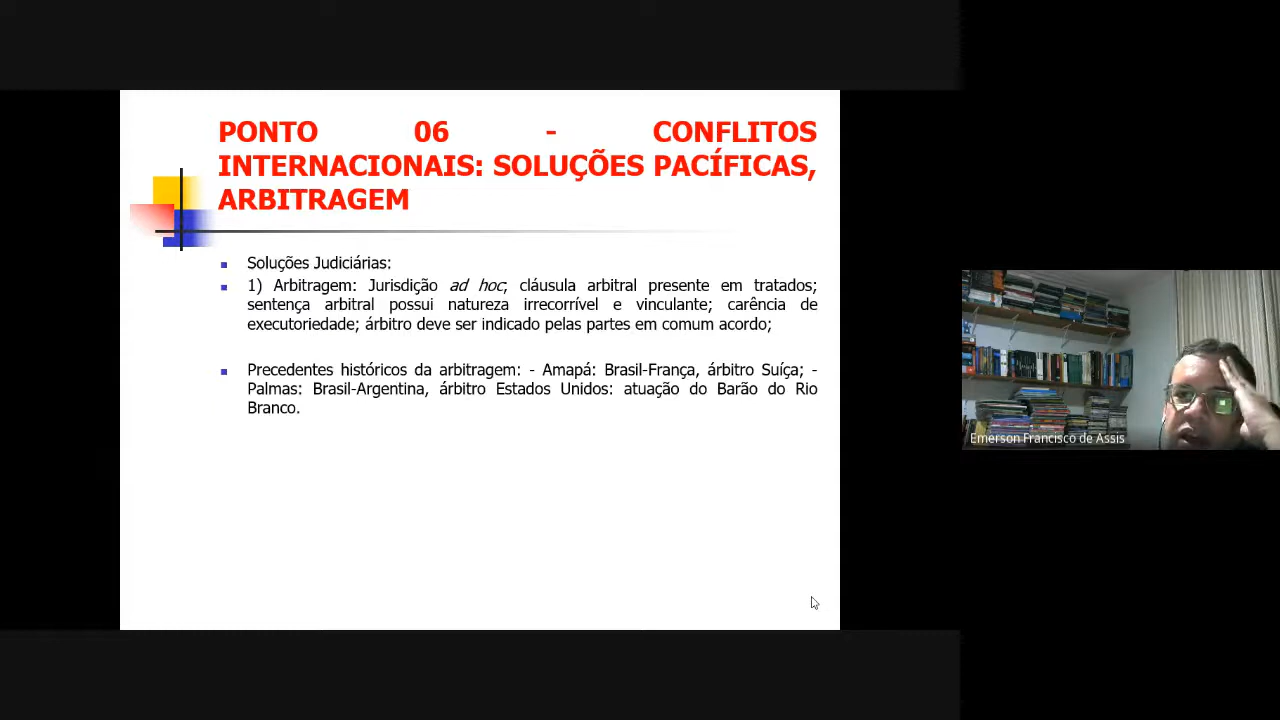 PONTO 06 - CONFLITOS
INTERNACIONAIS: SOLUÇÕES PACÍFICAS,
ARBITRAGEM
Soluções Judiciárias:
1) Arbitragem: Jurisdição ad hoc; cláusula arbitral presente em tratados;
sentença arbitral possui natureza irrecorrível e vinculante; carência de
executoriedade; árbitro deve ser indicado pelas partes em comum acordo;
Precedentes históricos da arbitragem: - Amapá: Brasil-França, árbitro Suíça; -
Palmas: Brasil-Argentina, árbitro Estados Unidos: atuação do Barão do Rio
Branco.
Emerson Francisco de Assis